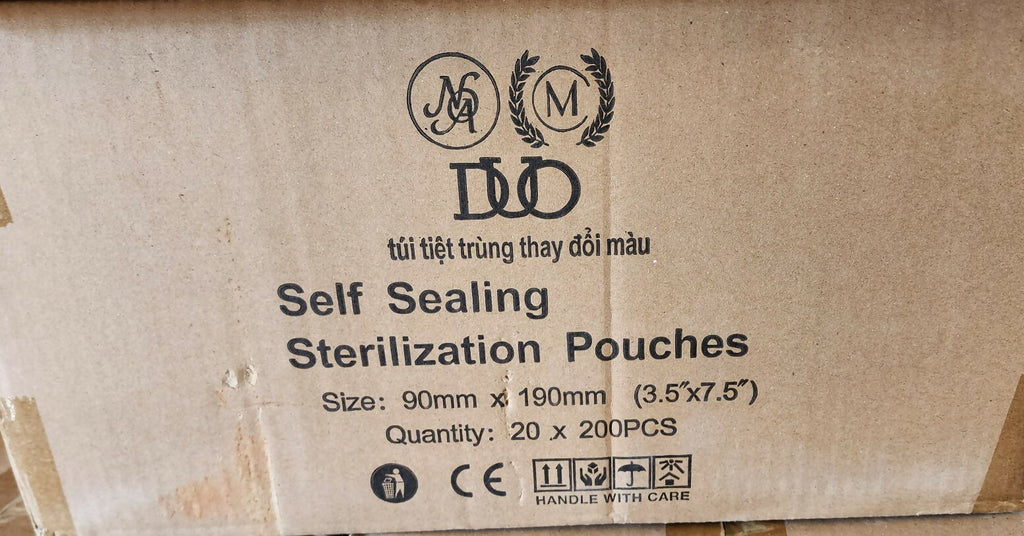 M
DUO
túi tiệt trùng thay đổi màu
Self Sealing
Sterilization Pouches
Size: 90mm x 190mm (3.5″x7.5″)
Quantity: 20 x 200PCS
CE
HANDLE WITH CARE